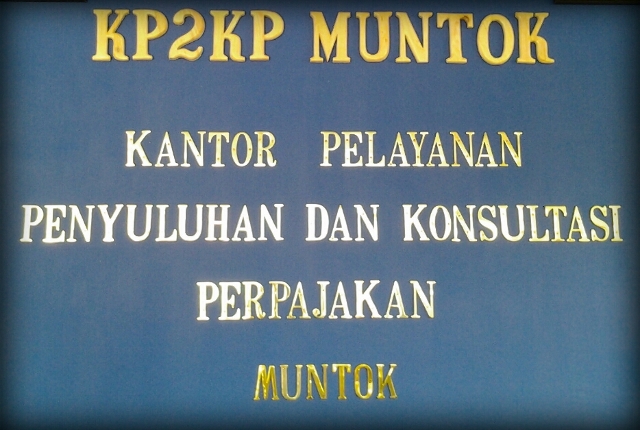 KP2KP MUNTOK
KANTOR PELAYANAN
PENYULUHAN DAN KONSULTASI
PERPAJAKAN
MUNTOK